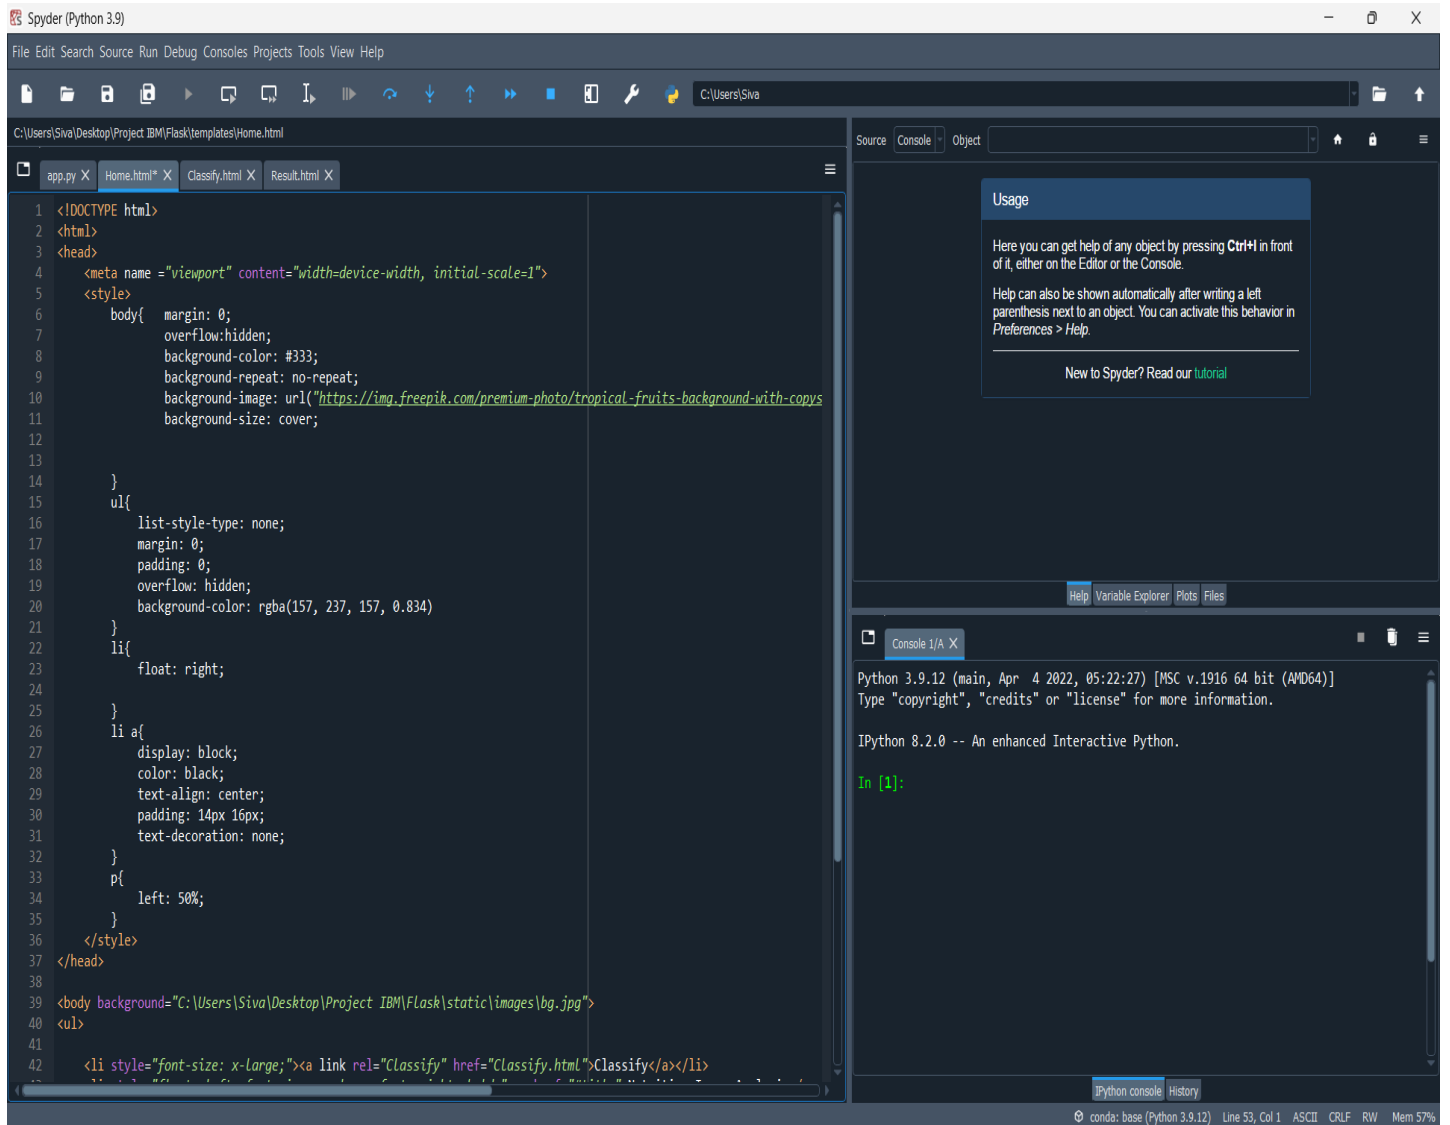 Spyder (Python 3.9)
File Edit Search Source Run Debug Consoles Projects Tools View Help
C:\Users\Siva
C:\Users\Siva\Desktop\Project IBM\Flask\templates\Home.html
app.py X Home.html* X Classify.html X Result.html X
1 <!DOCTYPE html>
2 <html>
3 <head>
4 <meta name ="viewport" content="width=device-width, initial-scale=1">
5 <style>
6 body{ margin: 0;
7 overflow:hidden;
8 background-color: #333;
9 background-repeat: no-repeat;
10 background-image: url("https://img.freepik.com/premium-photo/tropical-fruits-background-with-copys
11 background-size: cover;
12
13
14 }
15 ul{
16 list-style-type: none;
17 margin: 0;
18 padding: 0;
19 overflow: hidden;
20 background-color: rgba(157, 237, 157, 0.834)
21 }
22 li{
23 float: right;
24
25 }
26 li a{
27 display: block;
28 color: black;
29 text-align: center;
30 padding: 14px 16px;
31 text-decoration: none;
32 }
33 p{
34 left: 50%;
35 }
36 </style>
37 </head>
38
39 <body background="C:\Users\Siva\Desktop\Project IBM\Flask\static\images\bg.jpg">
40 <ul>
41
42 <li style="font-size: x-large;"><a link rel="Classify" href="Classify.html">Classify</a></li>
Source Console Object
Usage
Here you can get help of any object by pressing Ctrl+I in front
of it, either on the Editor or the Console.
Help can also be shown automatically after writing a left
parenthesis next to an object. You can activate this behavior in
Preferences > Help.
New to Spyder? Read our tutorial
Help Variable Explorer Plots Files
Console 1/A X
Python 3.9.12 (main, Apr  4 2022, 05:22:27) [MSC v.1916 64 bit (AMD64)]
Type "copyright", "credits" or "license" for more information.
IPython 8.2.0 -- An enhanced Interactive Python.
In [1]:
IPython console History
conda: base (Python 3.9.12) Line 53, Col 1 ASCII CRLF RW Mem 57%